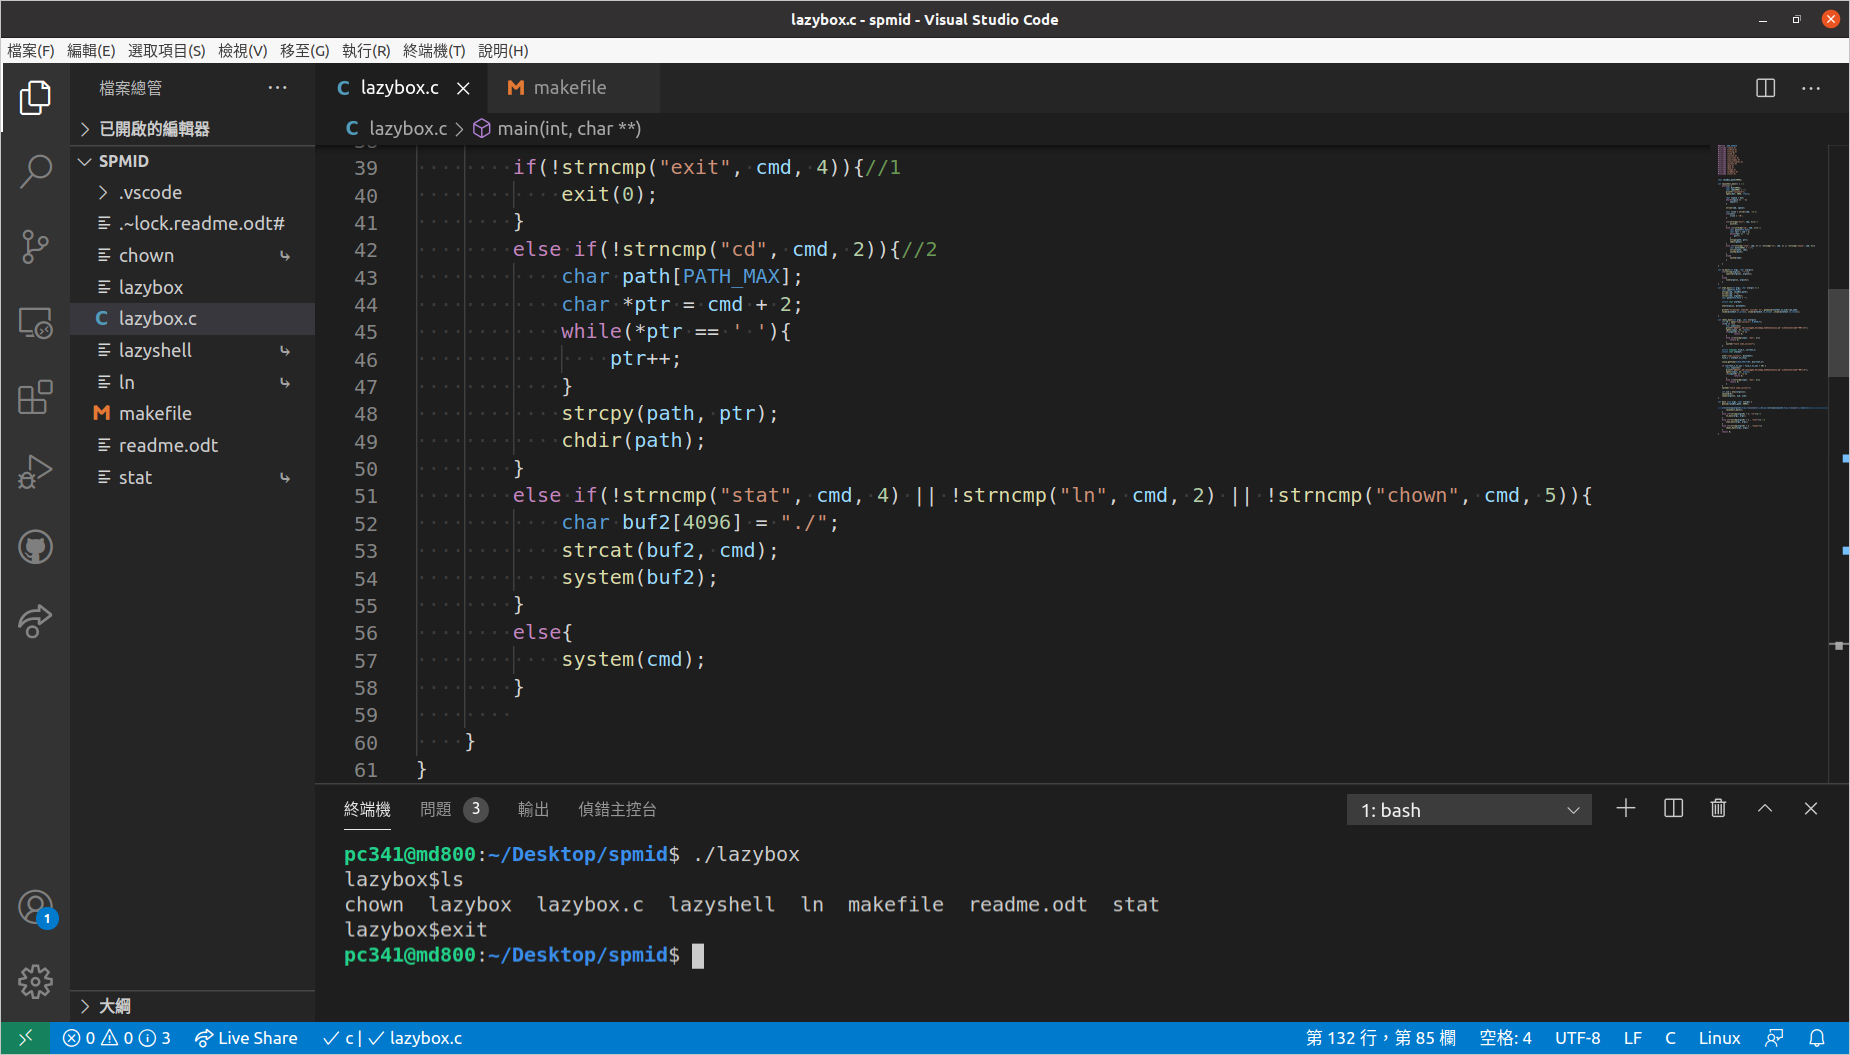 lazybox.c - spmid - Visual Studio Code
檔案(F) 編輯(E) 選取項目(S) 檢視(V) 移至(G) 執行(R) 終端機(T) 說明(H)
檔案總管
已開啟的編輯器
SPMID
.vscode
.~lock.readme.odt#
chown
lazybox
C lazybox.c
lazyshell
ln
M makefile
readme.odt
stat
大綱
1
C lazybox.c
M makefile
C lazybox.c > main(int, char **)
39 if(!strncmp("exit", cmd, 4)){//1
40 exit(0);
41 }
42 else if(!strncmp("cd", cmd, 2)){//2
43 char path[PATH_MAX];
44 char *ptr = cmd + 2;
45 while(*ptr == ' '){
46 ptr++;
47 }
48 strcpy(path, ptr);
49 chdir(path);
50 }
51 else if(!strncmp("stat", cmd, 4) || !strncmp("ln", cmd, 2) || !strncmp("chown", cmd, 5)){
52 char buf2[4096] = "./";
53 strcat(buf2, cmd);
54 system(buf2);
55 }
56 else{
57 system(cmd);
58 }
59
60 }
61 }
終端機 問題 3 輸出 偵錯主控台
1: bash
pc341@md800:~/Desktop/spmid$ ./lazybox
lazybox$ls
chown lazybox lazybox.c lazyshell ln makefile readme.odt stat
lazybox$exit
pc341@md800:~/Desktop/spmid$
0 0 3 Live Share c | lazybox.c 第 132 行，第 85 欄 空格: 4 UTF-8 LF C Linux